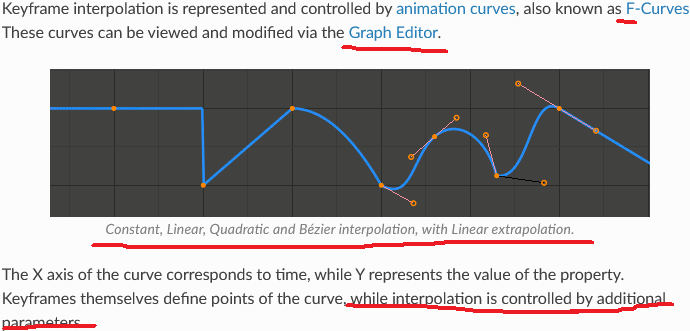 Keyframe interpolation is represented and controlled by animation curves, also known as F-Curves
These curves can be viewed and modified via the Graph Editor.
Constant, Linear, Quadratic and Bézier interpolation, with Linear extrapolation.
The X axis of the curve corresponds to time, while Y represents the value of the property.
Keyframes themselves define points of the curve, while interpolation is controlled by additional
parameters